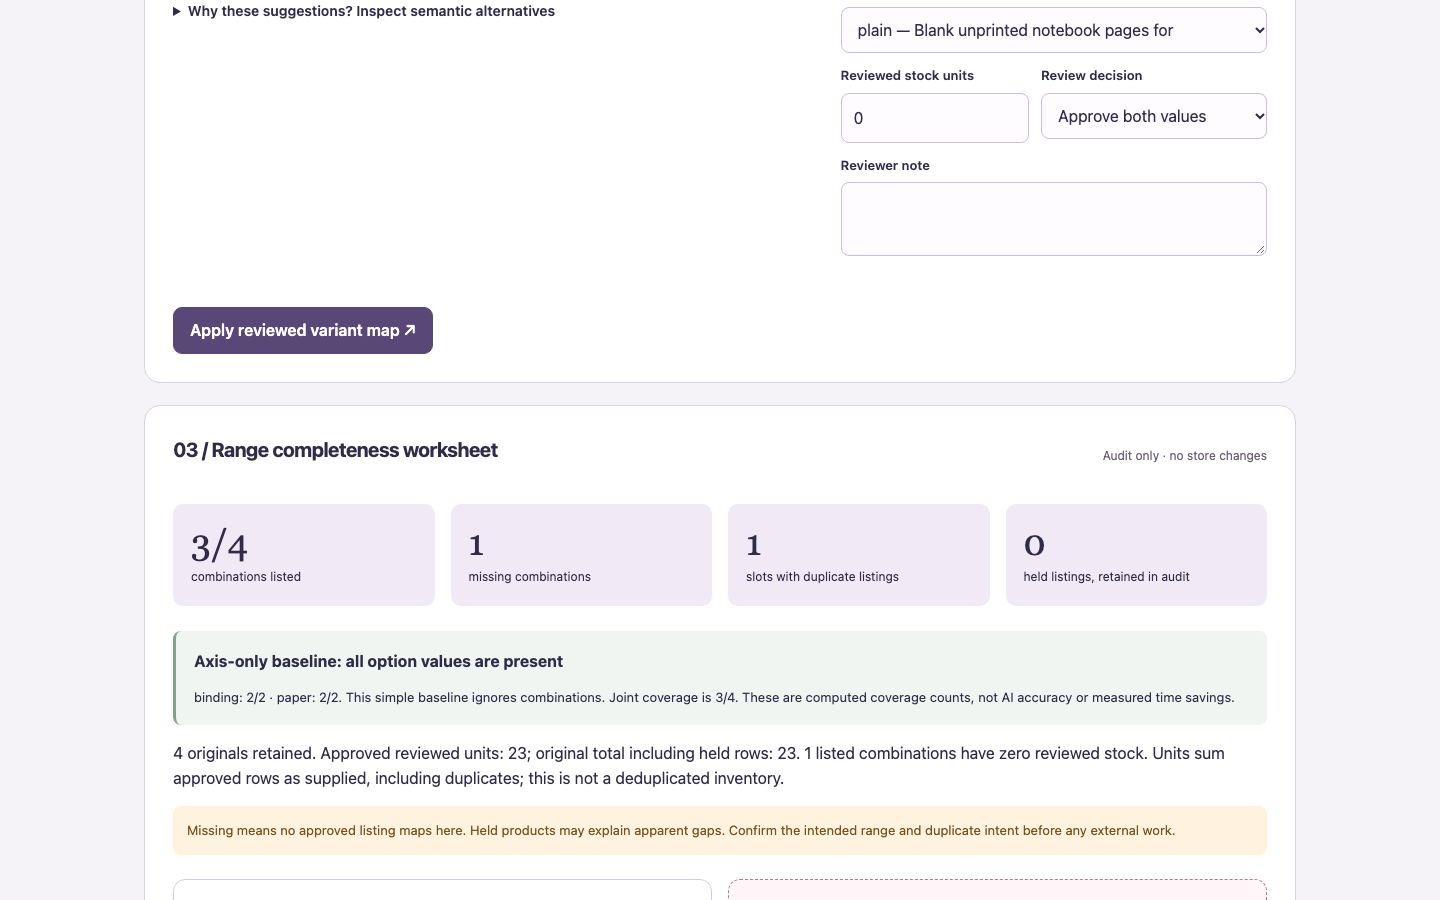 Why these suggestions? Inspect semantic alternatives
plain — Blank unprinted notebook pages for
Reviewed stock units
Review decision
0
Approve both values
Reviewer note
Apply reviewed variant map ↗
03 / Range completeness worksheet
Audit only · no store changes
3/4
combinations listed
1
missing combinations
1
slots with duplicate listings
0
held listings, retained in audit
Axis-only baseline: all option values are present
binding: 2/2 · paper: 2/2. This simple baseline ignores combinations. Joint coverage is 3/4. These are computed coverage counts, not AI accuracy or measured time savings.
4 originals retained. Approved reviewed units: 23; original total including held rows: 23. 1 listed combinations have zero reviewed stock. Units sum
approved rows as supplied, including duplicates; this is not a deduplicated inventory.
Missing means no approved listing maps here. Held products may explain apparent gaps. Confirm the intended range and duplicate intent before any external work.